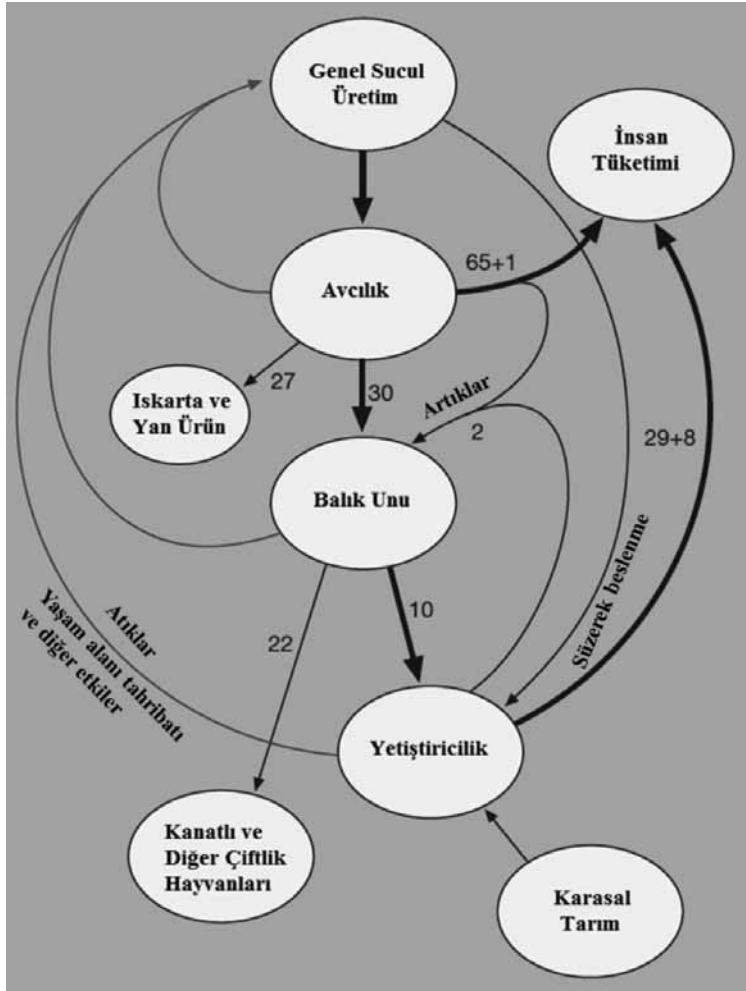 Genel Sucul
Üretim
İnsan
Tüketimi
65+1
Avcılık
27
30
Iskarta ve
Yan Ürün
Artıklar
2
29+8
Balık Unu
Süzerek beslenme
10
22
Atıklar
Yaşam alanı tahribatı
ve diğer etkiler
Yetiştiricilik
Kanatlı ve
Diğer Çiftlik
Hayvanları
Karasal
Tarım